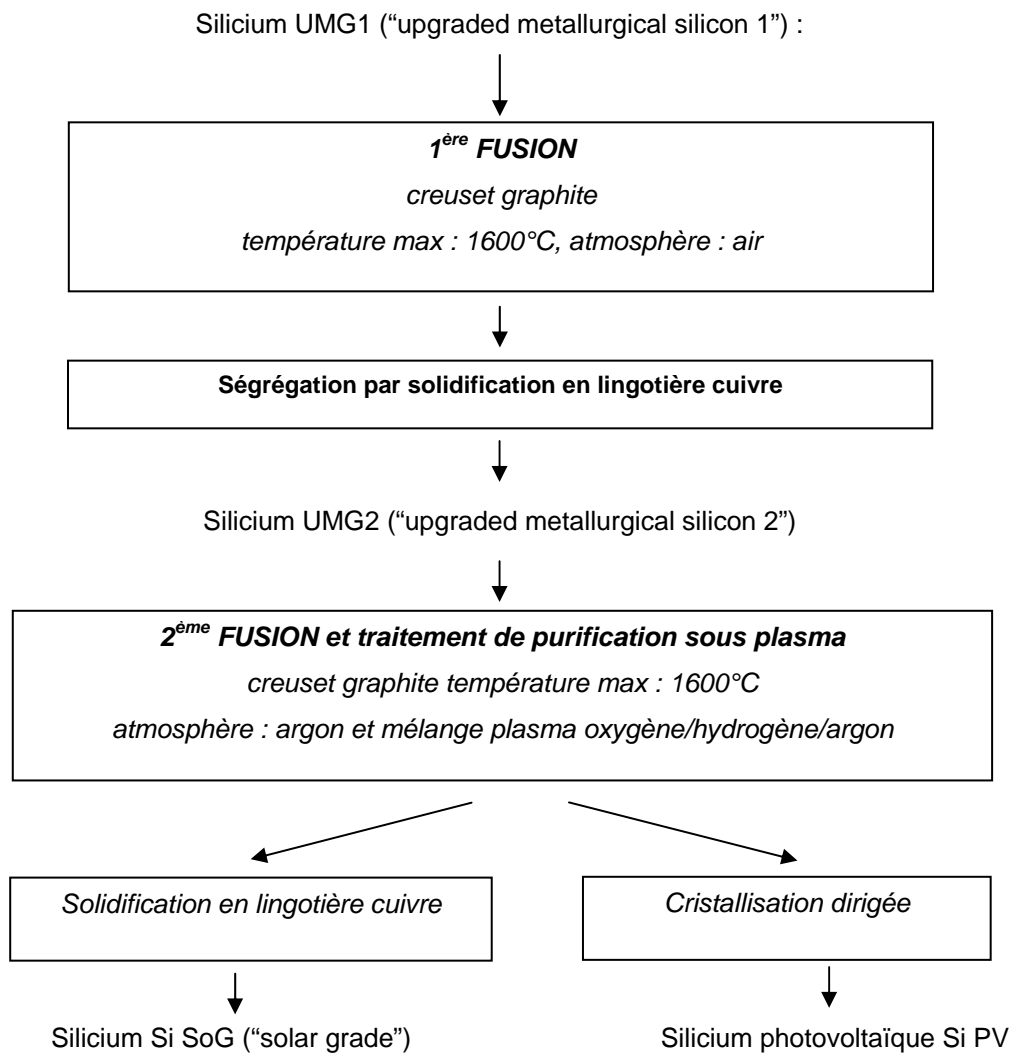 Silicium UMG1 (“upgraded metallurgical silicon 1”) :
1ère FUSION
creuset graphite
température max : 1600°C, atmosphère : air
Ségrégation par solidification en lingotière cuivre
Silicium UMG2 (“upgraded metallurgical silicon 2”)
2ème FUSION et traitement de purification sous plasma
creuset graphite température max : 1600°C
atmosphère : argon et mélange plasma oxygène/hydrogène/argon
Solidification en lingotière cuivre
Cristallisation dirigée
Silicium Si SoG (“solar grade”)
Silicium photovoltaïque Si PV